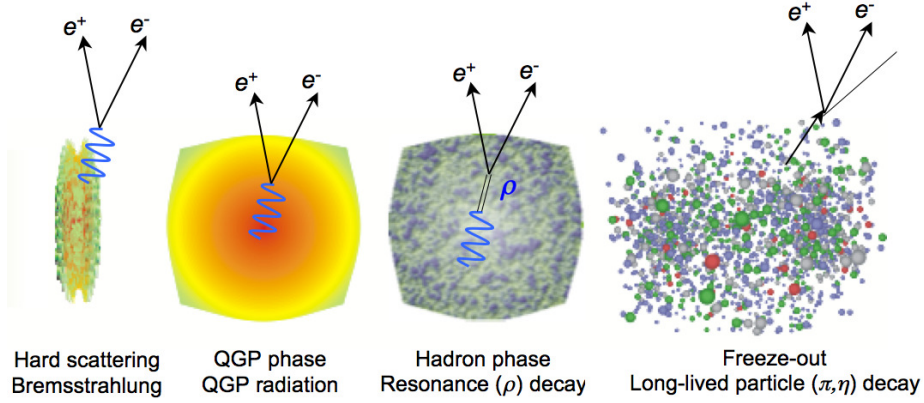 e+ e-
e+ e-
e+ e-
ρ
e+ e-
Hard scattering
Bremsstrahlung
QGP phase
QGP radiation
Hadron phase
Resonance (ρ) decay
Freeze-out
Long-lived particle (π,η) decay